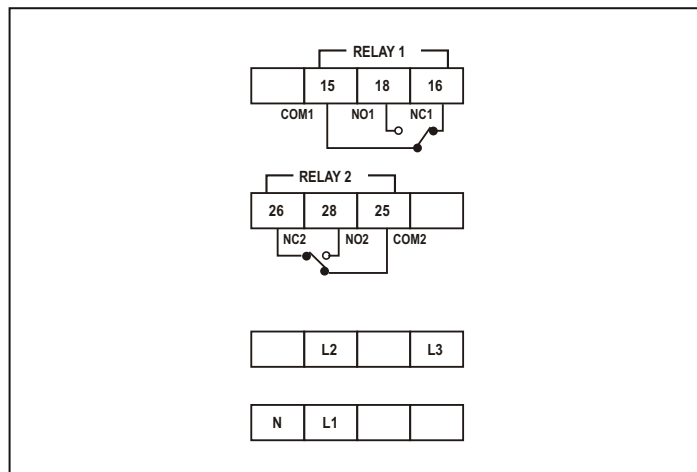 RELAY 1
15 18 16
COM1 NO1 NC1
RELAY 2
26 28 25
NC2 NO2 COM2
L2 L3
N L1